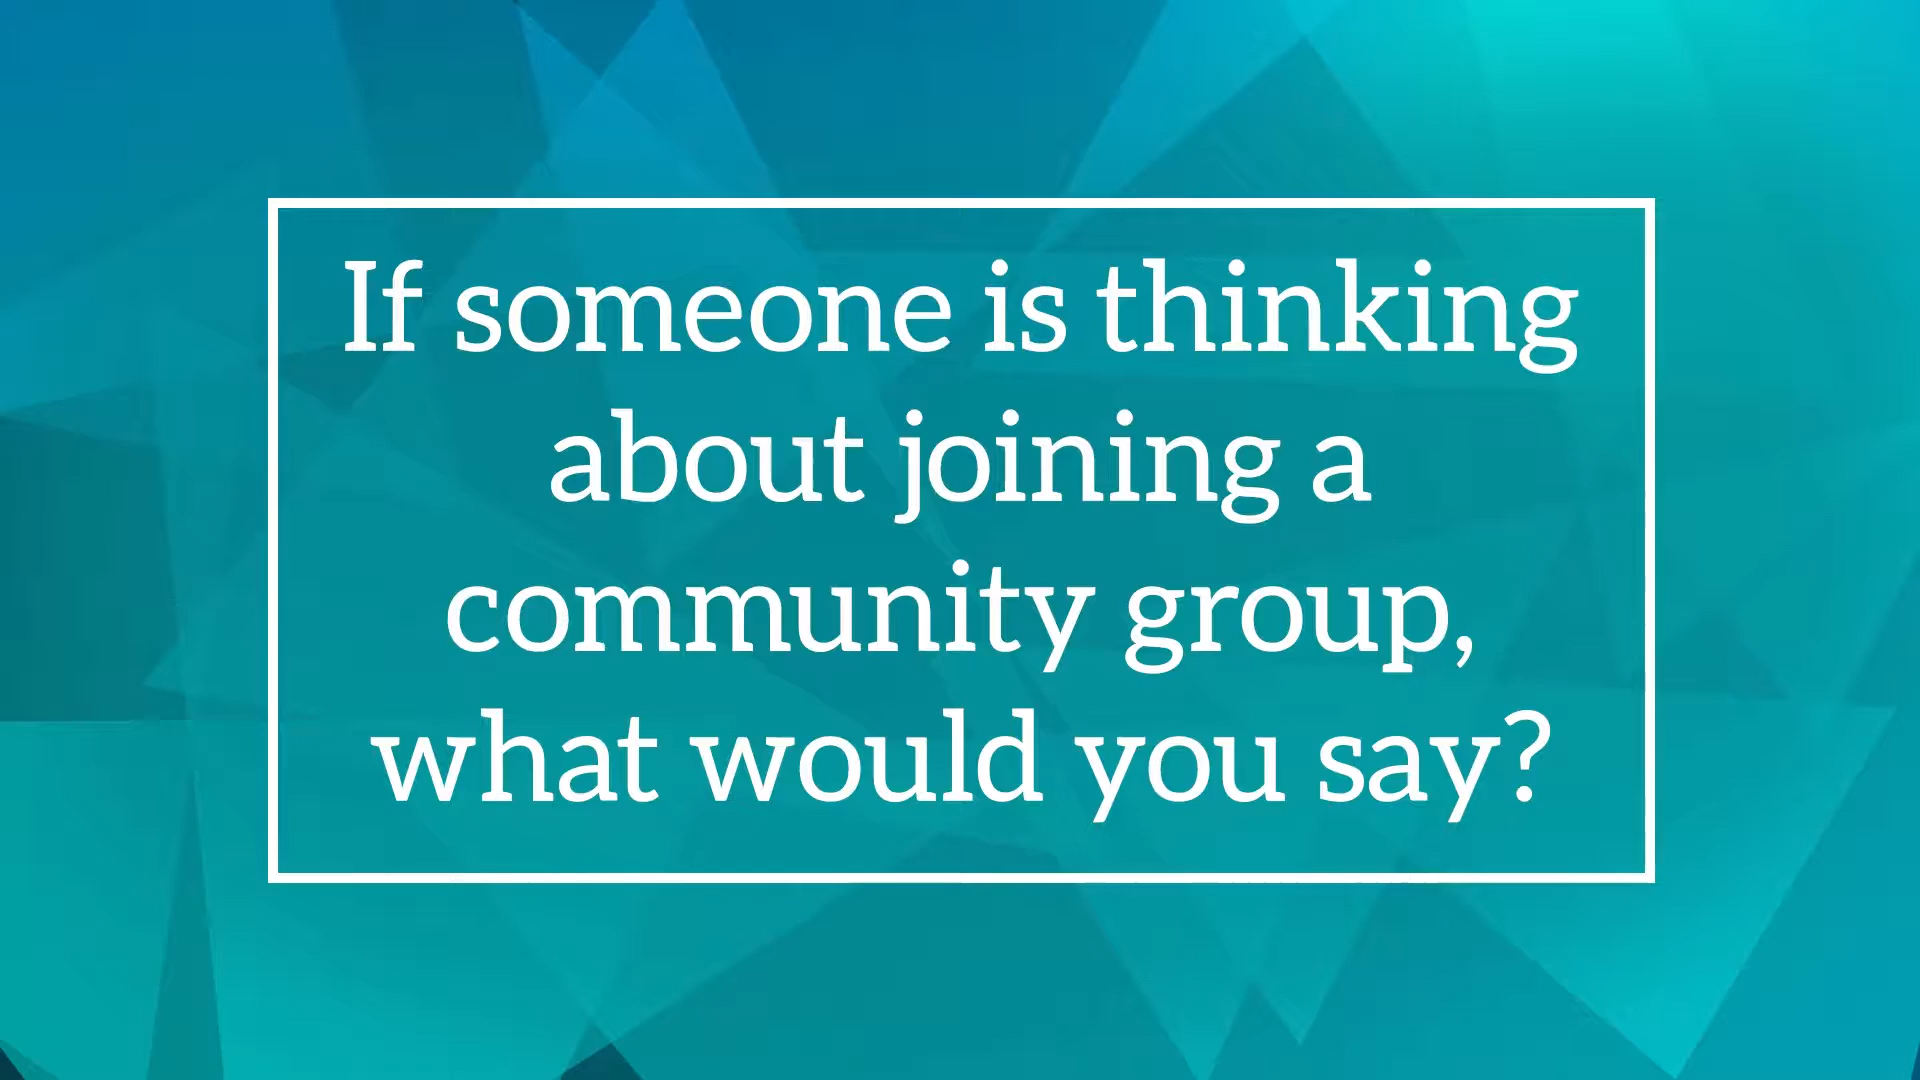 If someone is thinking
about joining a
community group,
what would you say?